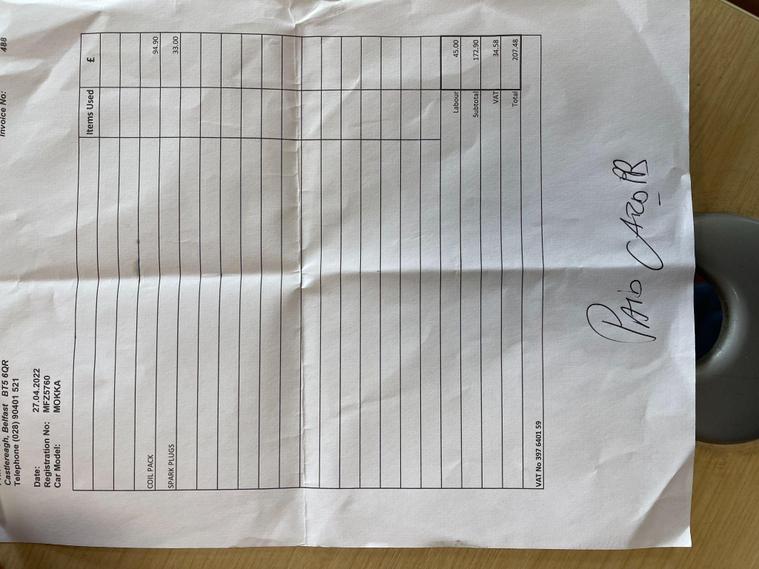 Castlereagh, Belfast BT5 6QR
Telephone (028) 90401 521
Invoice No: 488
Date: 27.04.2022
Registration No: MFZ5760
Car Model: MOKKA
Items Used £
COIL PACK 94.90
SPARK PLUGS 33.00
Labour 45.00
Subtotal 172.90
VAT 34.58
Total 207.48
VAT No 397 6401 59
PAID CARD